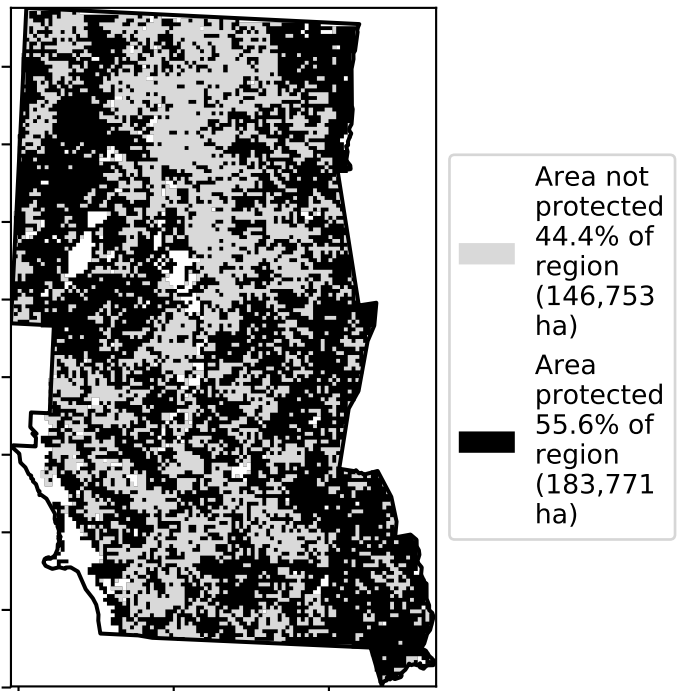 Area not
protected
44.4% of
region
(146,753
ha)
Area
protected
55.6% of
region
(183,771
ha)